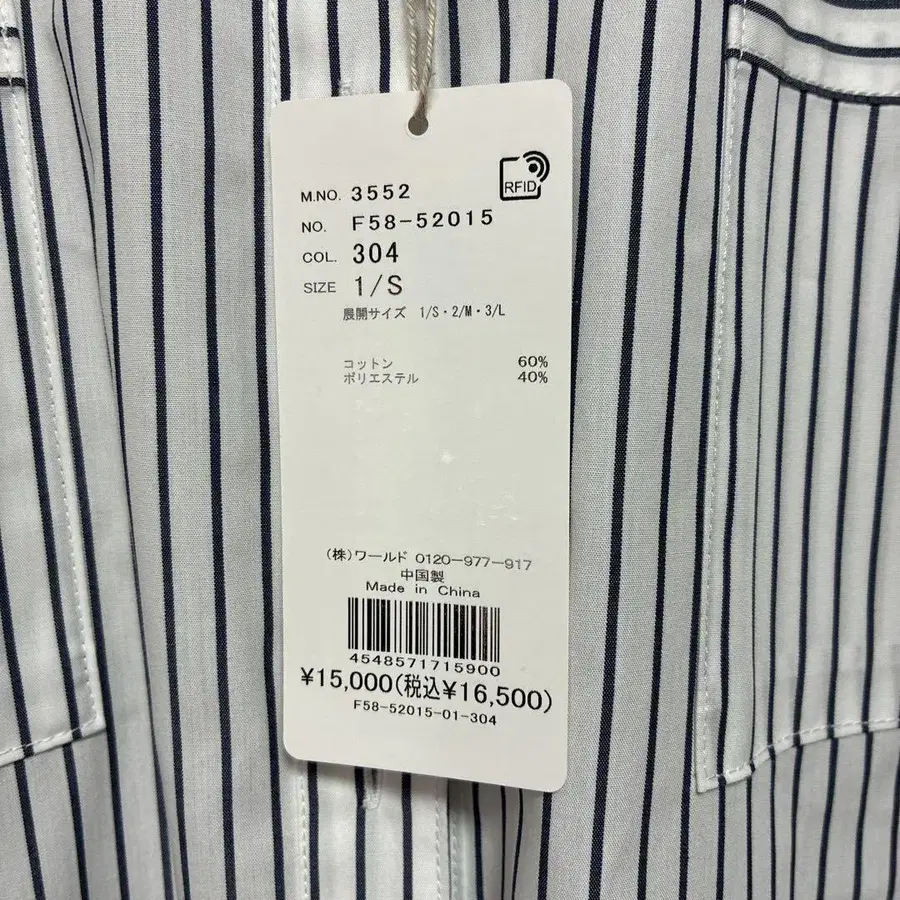 RFID
M.NO. 3552
NO. F58-52015
COL. 304
SIZE 1/S
展開サイズ 1/S・2/M・3/L
コットン 60%
ポリエステル 40%
(株)ワールド 0120-977-917
中国製
Made in China
4548571715900
¥15,000(税込¥16,500)
F58-52015-01-304